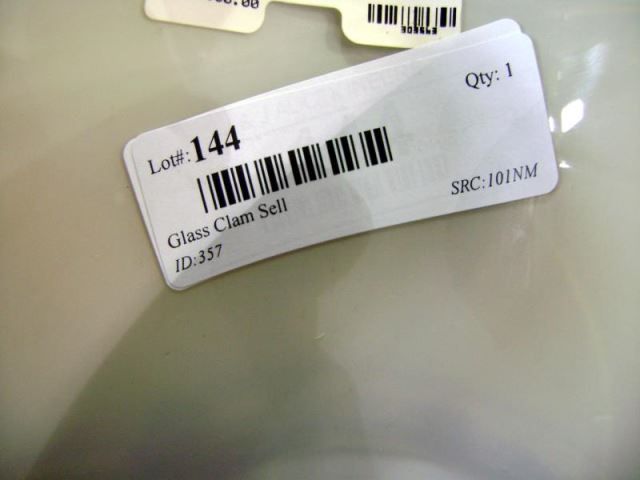 Lot#:144
Qty: 1
Glass Clam Sell
SRC:101NM
ID:357